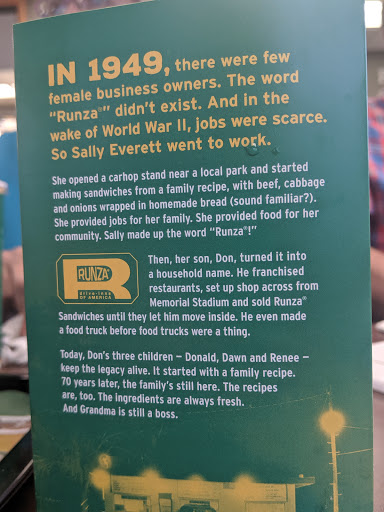 IN 1949, there were few
female business owners. The word
“Runza®” didn’t exist. And in the
wake of World War II, jobs were scarce.
So Sally Everett went to work.
She opened a carhop stand near a local park and started
making sandwiches from a family recipe, with beef, cabbage
and onions wrapped in homemade bread (sound familiar?).
She provided jobs for her family. She provided food for her
community. Sally made up the word “Runza®!”
RUNZA®
DRIVE-INNS
OF AMERICA
Then, her son, Don, turned it into
a household name. He franchised
restaurants, set up shop across from
Memorial Stadium and sold Runza®
Sandwiches until they let him move inside. He even made
a food truck before food trucks were a thing.
Today, Don’s three children – Donald, Dawn and Renee –
keep the legacy alive. It started with a family recipe.
70 years later, the family’s still here. The recipes
are, too. The ingredients are always fresh.
And Grandma is still a boss.